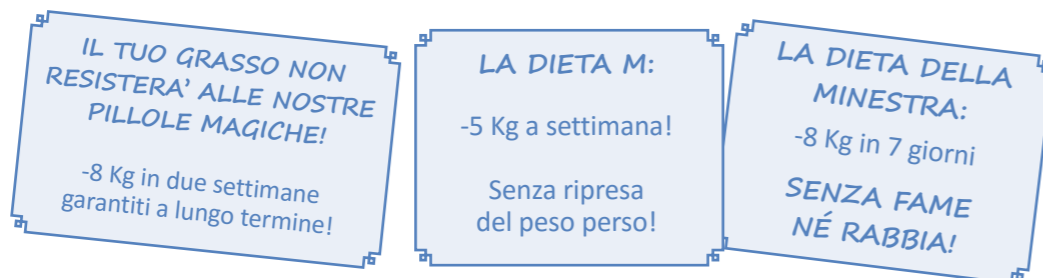 IL TUO GRASSO NON
RESISTERA' ALLE NOSTRE
PILLOLE MAGICHE!
-8 Kg in due settimane
garantiti a lungo termine!
LA DIETA M:
-5 Kg a settimana!
Senza ripresa
del peso perso!
LA DIETA DELLA
MINESTRA:
-8 Kg in 7 giorni
SENZA FAME
NÉ RABBIA!